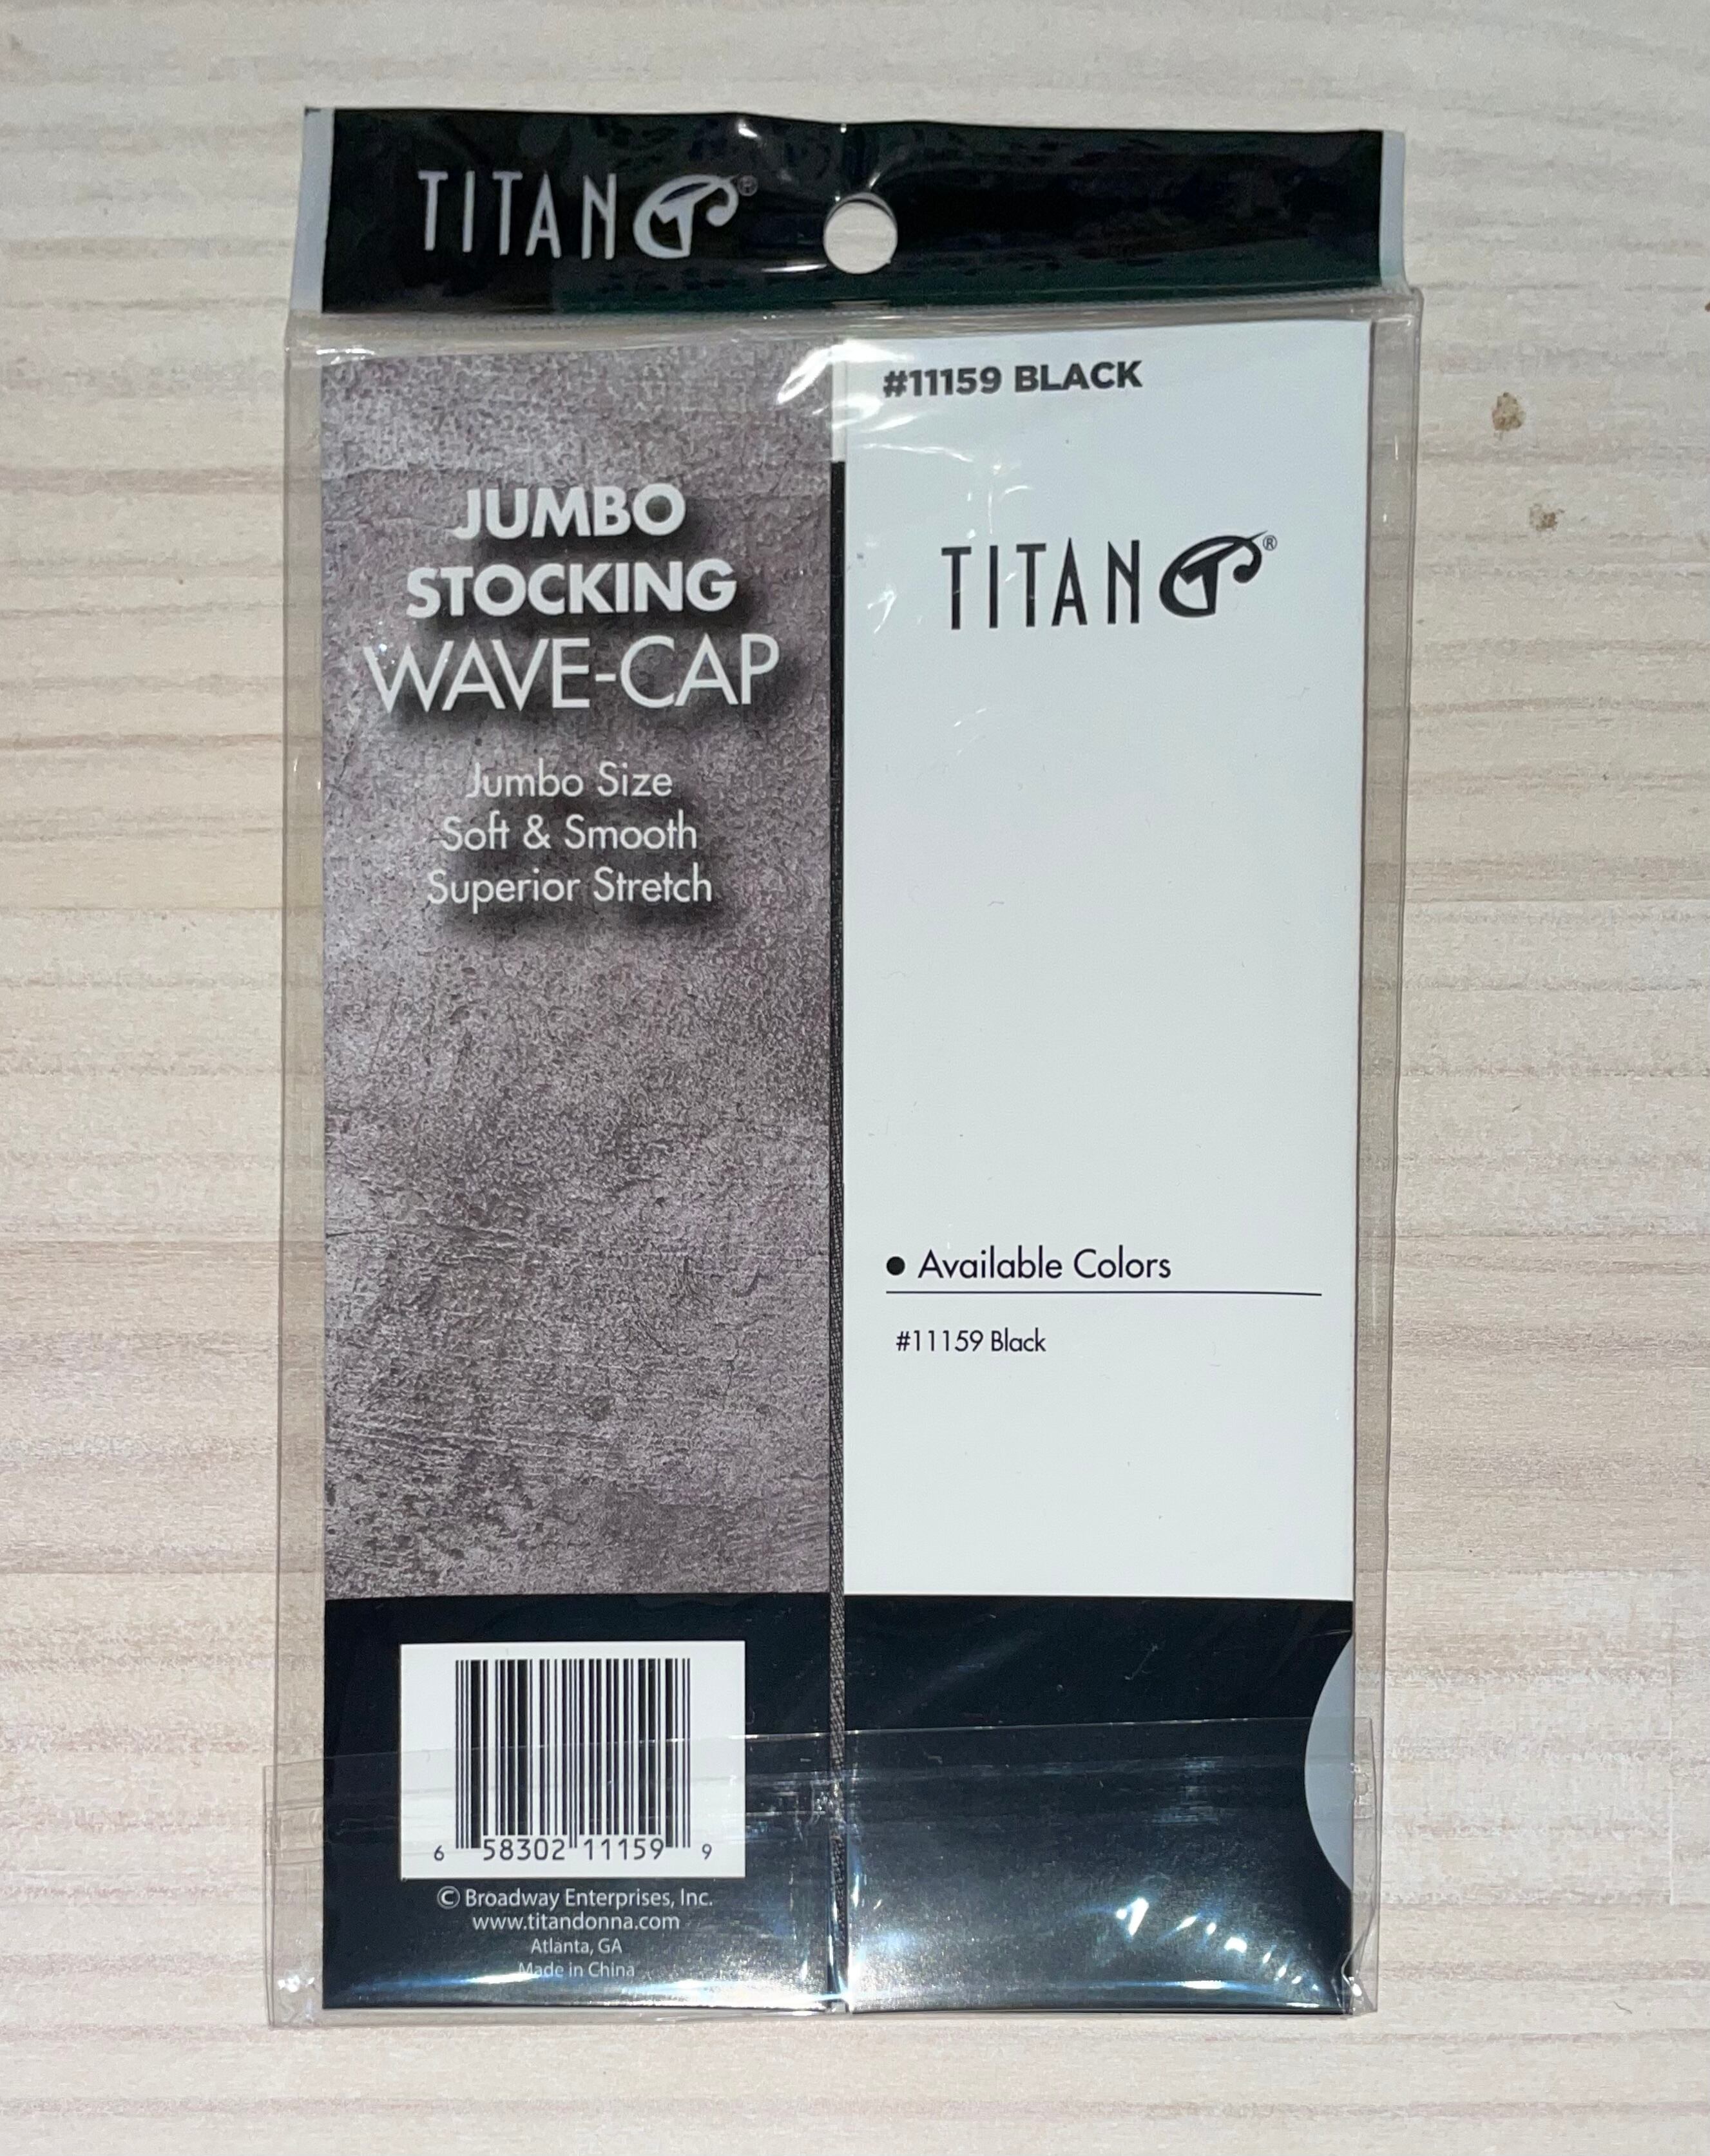 TITAN ®
JUMBO
STOCKING
WAVE-CAP
Jumbo Size
Soft & Smooth
Superior Stretch
6 58302 11159 9
© Broadway Enterprises, Inc.
www.titandonna.com
Atlanta, GA
Made in China
#11159 BLACK
TITAN ®
● Available Colors
#11159 Black